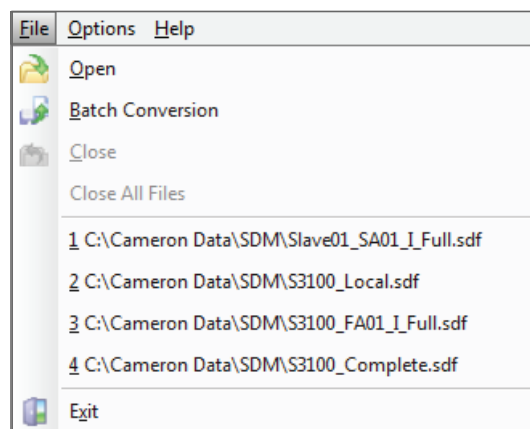 File Options Help
Open
Batch Conversion
Close
Close All Files
1 C:\Cameron Data\SDM\Slave01_SA01_I_Full.sdf
2 C:\Cameron Data\SDM\S3100_Local.sdf
3 C:\Cameron Data\SDM\S3100_FA01_I_Full.sdf
4 C:\Cameron Data\SDM\S3100_Complete.sdf
Exit